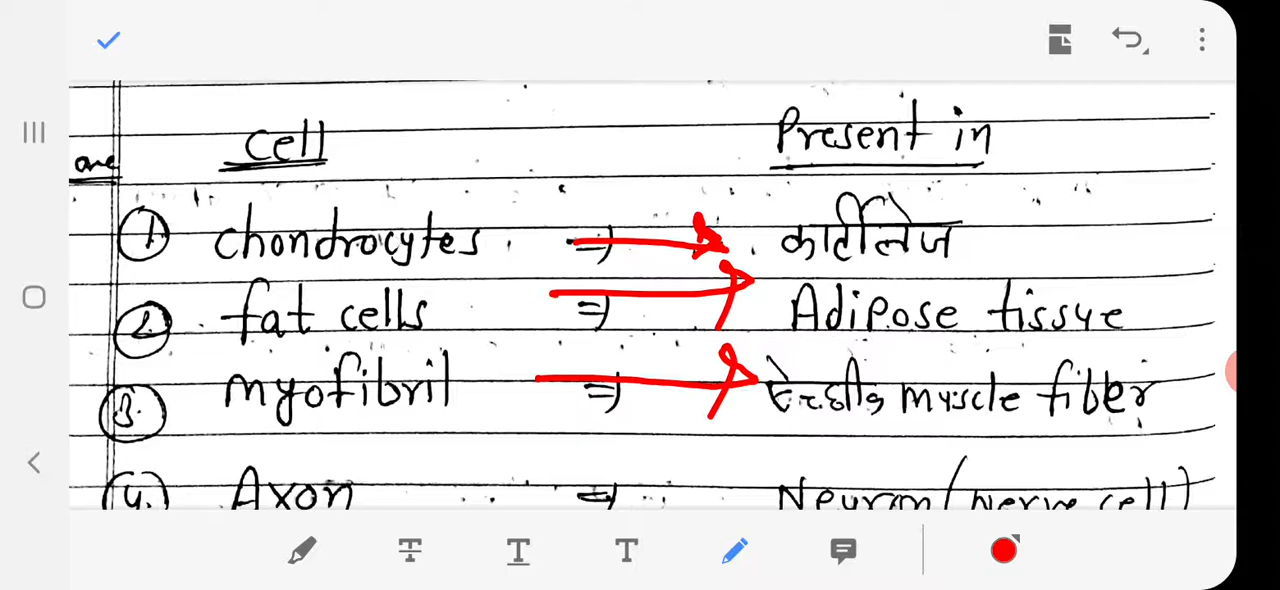 Cell Present in
are
1. Chondrocytes ⇒ कार्टीलेज
2. fat cells ⇒ Adipose tissue
3. myofibril ⇒ muscle fiber
4. Axon ⇒ Neuron (nerve cell)